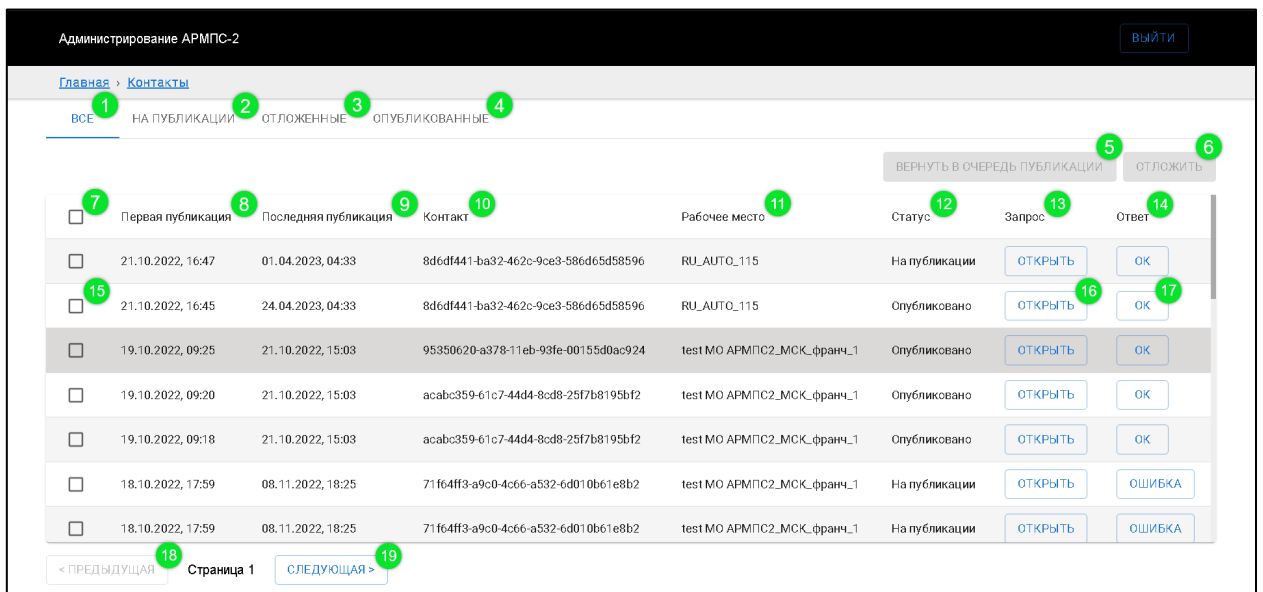 Администрирование АРМПС-2 ВЫЙТИ
Главная › Контакты
1 2 3 4
ВСЕ НА ПУБЛИКАЦИИ ОТЛОЖЕННЫЕ ОПУБЛИКОВАННЫЕ
5 6
ВЕРНУТЬ В ОЧЕРЕДЬ ПУБЛИКАЦИИ ОТЛОЖИТЬ
7 8 9 10 11 12 13 14
Первая публикация Последняя публикация Контакт Рабочее место Статус Запрос Ответ
21.10.2022, 16:47 01.04.2023, 04:33 8d6df441-ba32-462c-9ce3-586d65d58596 RU_AUTO_115 На публикации ОТКРЫТЬ ОК
15 16 17
21.10.2022, 16:45 24.04.2023, 04:33 8d6df441-ba32-462c-9ce3-586d65d58596 RU_AUTO_115 Опубликовано ОТКРЫТЬ ОК
19.10.2022, 09:25 21.10.2022, 15:03 95350620-a378-11eb-93fe-00155d0ac924 test МО АРМПС2_МСК_франч_1 Опубликовано ОТКРЫТЬ ОК
19.10.2022, 09:20 21.10.2022, 15:03 acabc359-61c7-44d4-8cd8-25f7b8195bf2 test МО АРМПС2_МСК_франч_1 Опубликовано ОТКРЫТЬ ОК
19.10.2022, 09:18 21.10.2022, 15:03 acabc359-61c7-44d4-8cd8-25f7b8195bf2 test МО АРМПС2_МСК_франч_1 Опубликовано ОТКРЫТЬ ОК
18.10.2022, 17:59 08.11.2022, 18:25 71f64ff3-a9c0-4c66-a532-6d010b61e8b2 test МО АРМПС2_МСК_франч_1 На публикации ОТКРЫТЬ ОШИБКА
18.10.2022, 17:59 08.11.2022, 18:25 71f64ff3-a9c0-4c66-a532-6d010b61e8b2 test МО АРМПС2_МСК_франч_1 На публикации ОТКРЫТЬ ОШИБКА
18 19
< ПРЕДЫДУЩАЯ Страница 1 СЛЕДУЮЩАЯ >